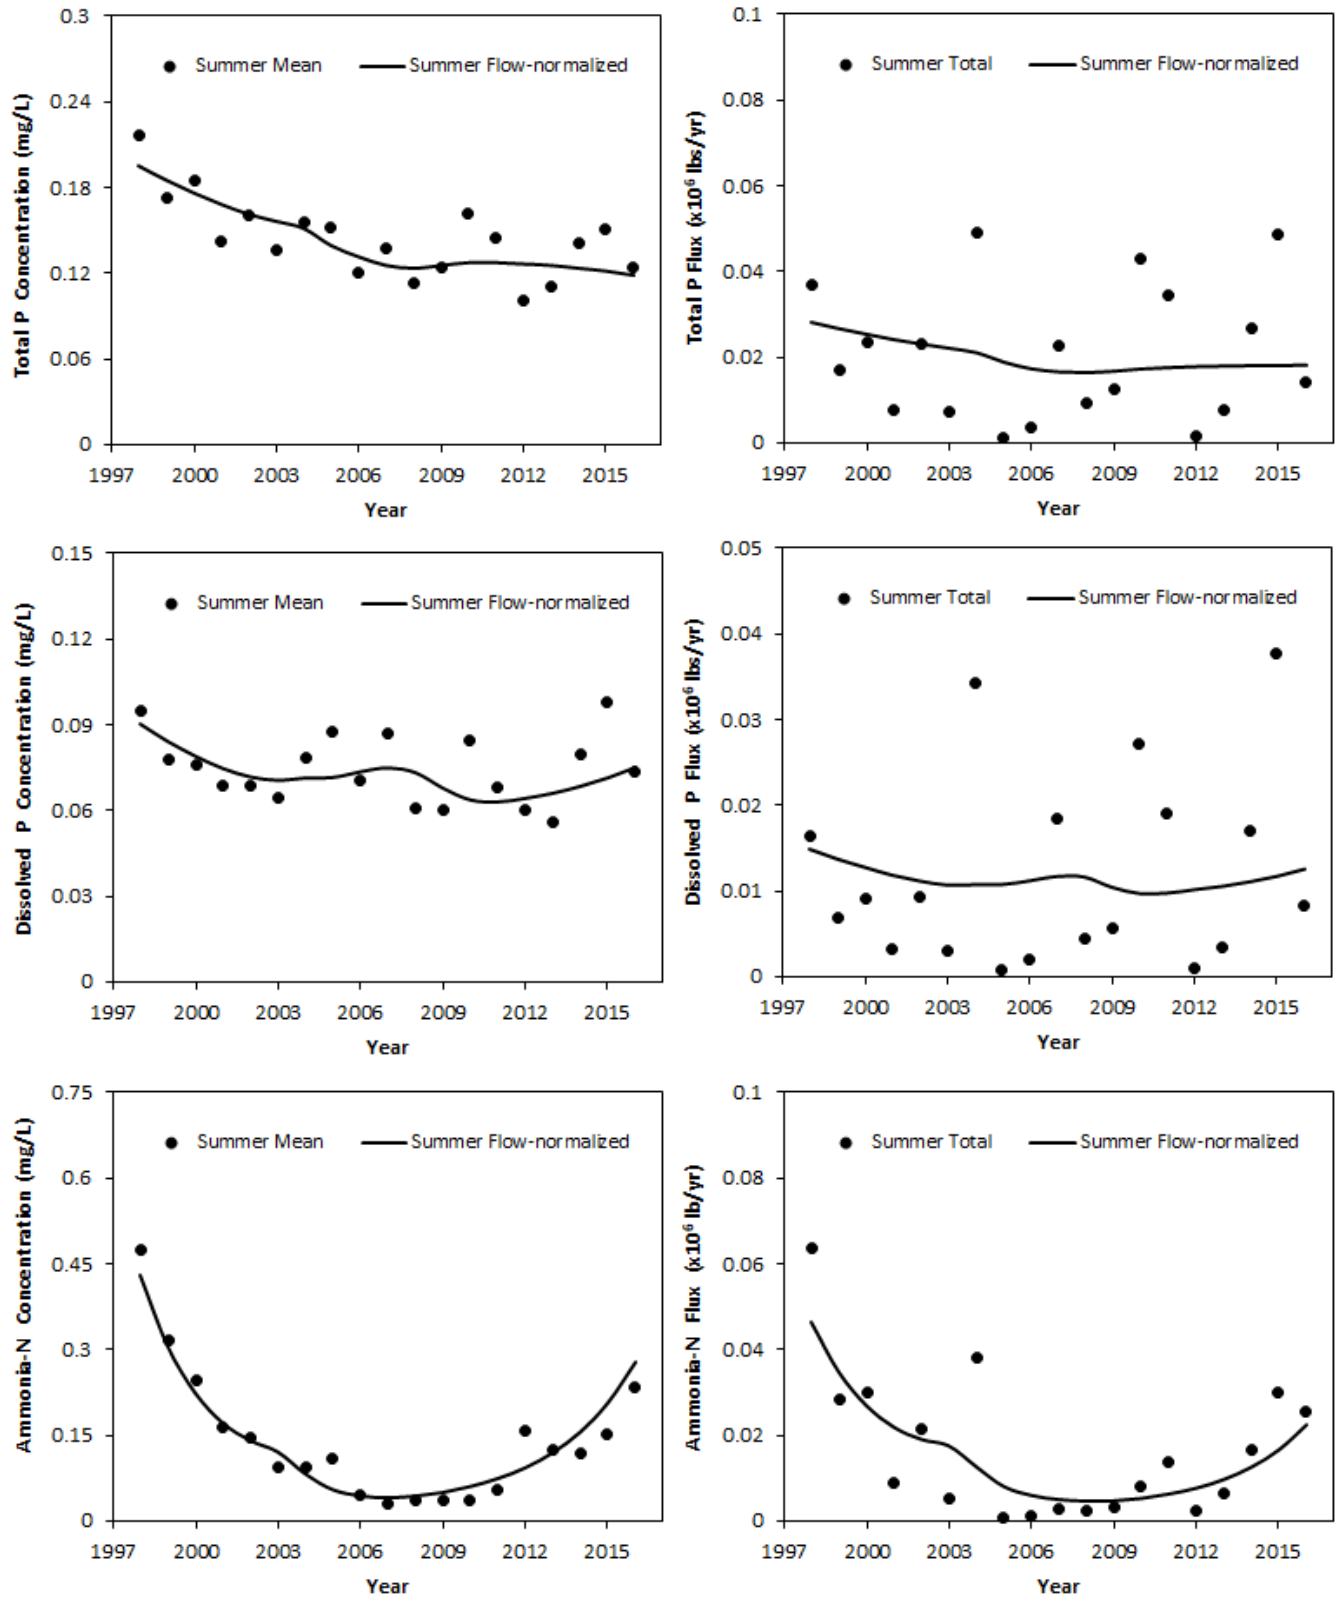 Total P Concentration (mg/L)
0.3
0.24
0.18
0.12
0.06
0
Summer Mean
Summer Flow-normalized
1997 2000 2003 2006 2009 2012 2015
Year
Total P Flux (x10⁶ lbs/yr)
0.1
0.08
0.06
0.04
0.02
0
Summer Total
Summer Flow-normalized
1997 2000 2003 2006 2009 2012 2015
Year
Dissolved P Concentration (mg/L)
0.15
0.12
0.09
0.06
0.03
0
Summer Mean
Summer Flow-normalized
1997 2000 2003 2006 2009 2012 2015
Year
Dissolved P Flux (x10⁶ lbs/yr)
0.05
0.04
0.03
0.02
0.01
0
Summer Total
Summer Flow-normalized
1997 2000 2003 2006 2009 2012 2015
Year
Ammonia-N Concentration (mg/L)
0.75
0.6
0.45
0.3
0.15
0
Summer Mean
Summer Flow-normalized
1997 2000 2003 2006 2009 2012 2015
Year
Ammonia-N Flux (x10⁶ lb/yr)
0.1
0.08
0.06
0.04
0.02
0
Summer Total
Summer Flow-normalized
1997 2000 2003 2006 2009 2012 2015
Year